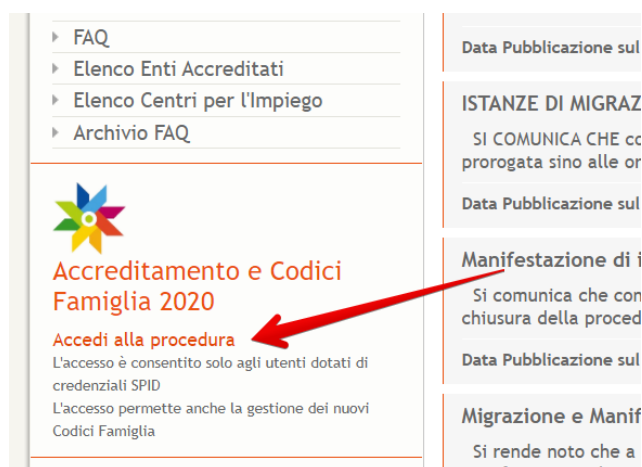 FAQ
Elenco Enti Accreditati
Elenco Centri per l'Impiego
Archivio FAQ
Accreditamento e Codici
Famiglia 2020
Accedi alla procedura
L'accesso è consentito solo agli utenti dotati di
credenziali SPID
L'accesso permette anche la gestione dei nuovi
Codici Famiglia
Data Pubblicazione sul
ISTANZE DI MIGRAZ
SI COMUNICA CHE co
prorogata sino alle or
Data Pubblicazione sul
Manifestazione di i
Si comunica che con
chiusura della proced
Data Pubblicazione sul
Migrazione e Manif
Si rende noto che a